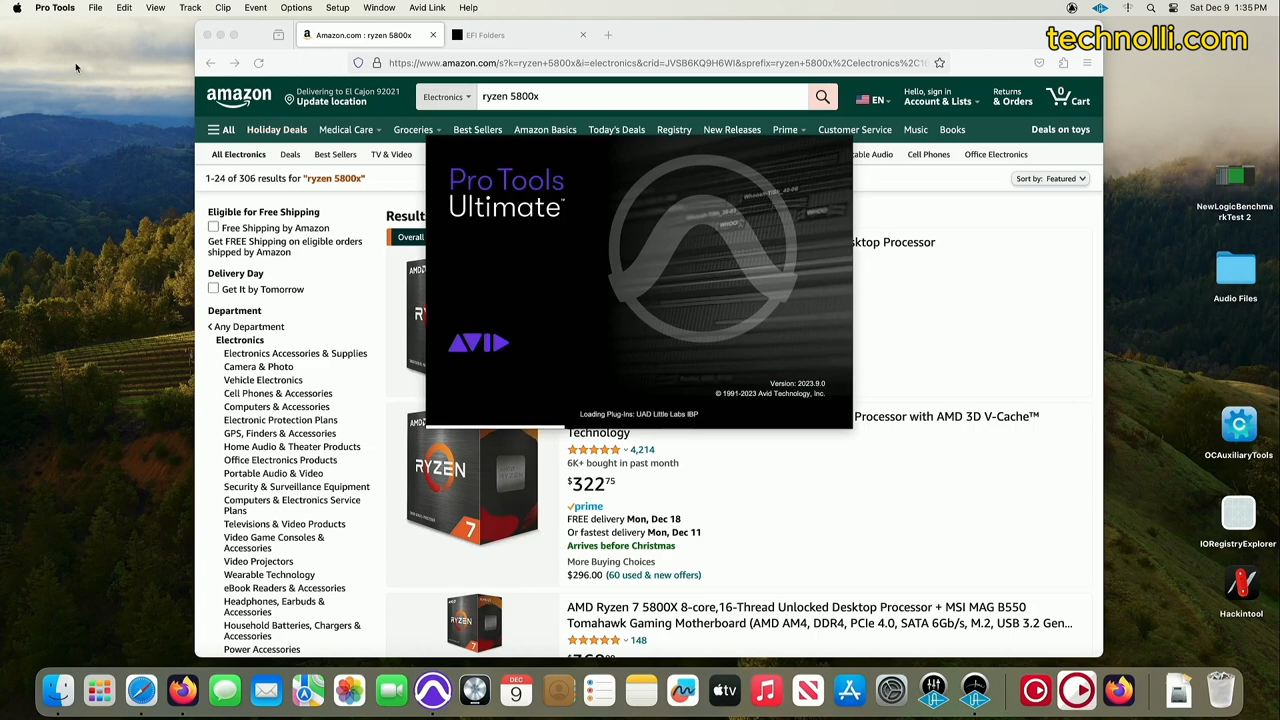 Pro Tools File Edit View Track Clip Event Options Setup Window Avid Link Help
Sat Dec 9 1:35 PM
technolli.com
Amazon.com : ryzen 5800x
EFI Folders
https://www.amazon.com/s?k=ryzen+5800x&i=electronics&crid=JVSB6KQ9H6WI&sprefix=ryzen+5800x%2Celectronics%2C1
amazon
Delivering to El Cajon 92021
Update location
Electronics
ryzen 5800x
EN
Hello, sign in
Account & Lists
Returns
& Orders
0
Cart
All Holiday Deals Medical Care Groceries Best Sellers Amazon Basics Today's Deals Registry New Releases Prime Customer Service Music Books Deals on toys
All Electronics Deals Best Sellers TV & Video
able Audio Cell Phones Office Electronics
1-24 of 306 results for "ryzen 5800x"
Sort by: Featured
Eligible for Free Shipping
Free Shipping by Amazon
Get FREE Shipping on eligible orders
shipped by Amazon
Delivery Day
Get It by Tomorrow
Department
Any Department
Electronics
Electronics Accessories & Supplies
Camera & Photo
Vehicle Electronics
Cell Phones & Accessories
Computers & Accessories
Electronic Protection Plans
GPS, Finders & Accessories
Home Audio & Theater Products
Office Electronics Products
Portable Audio & Video
Security & Surveillance Equipment
Computers & Electronics Service
Plans
Televisions & Video Products
Video Game Consoles &
Accessories
Video Projectors
Wearable Technology
eBook Readers & Accessories
Headphones, Earbuds &
Accessories
Household Batteries, Chargers &
Accessories
Power Accessories
Results
Overall
sktop Processor
Pro Tools
Ultimate™
AVID
Version: 2023.9.0
© 1991-2023 Avid Technology, Inc.
Loading Plug-Ins: UAD Little Labs IBP
Processor with AMD 3D V-Cache™
Technology
4,214
6K+ bought in past month
$322 75
prime
FREE delivery Mon, Dec 18
Or fastest delivery Mon, Dec 11
Arrives before Christmas
More Buying Choices
$296.00 (60 used & new offers)
RYZEN
7
AMD Ryzen 7 5800X 8-core,16-Thread Unlocked Desktop Processor + MSI MAG B550
Tomahawk Gaming Motherboard (AMD AM4, DDR4, PCIe 4.0, SATA 6Gb/s, M.2, USB 3.2 Gen...
148
RYZEN
NewLogicBenchma
rkTest 2
Audio Files
OCAuxiliaryTools
IORegistryExplorer
Hackintool
DEC
9
tv